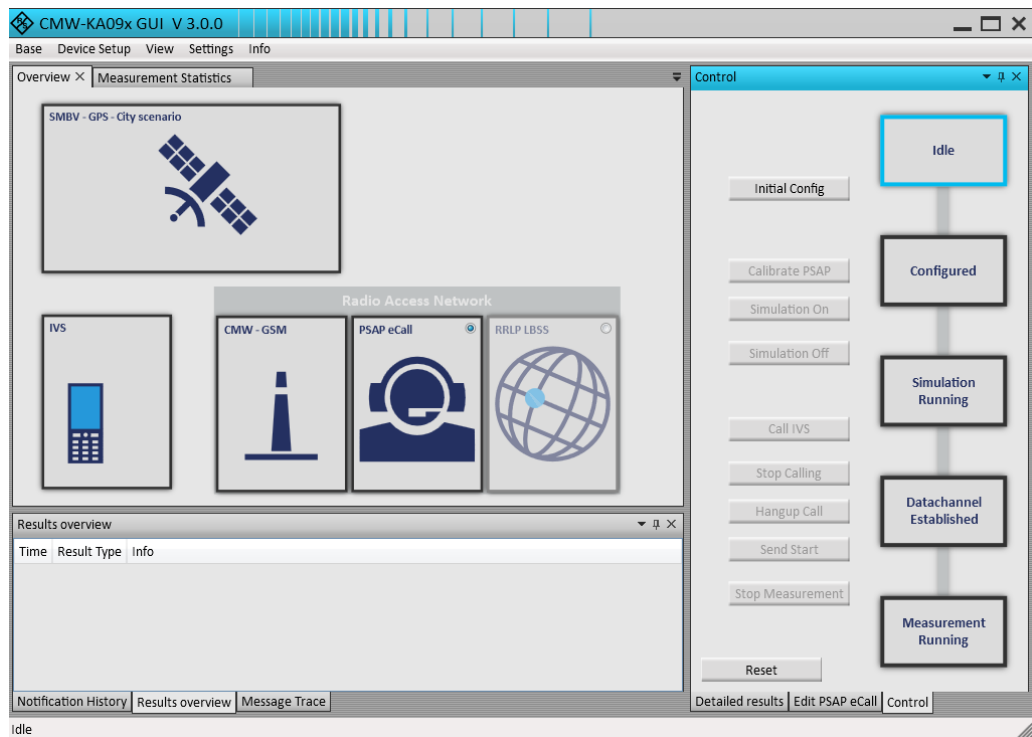 CMW-KA09x GUI V 3.0.0
Base Device Setup View Settings Info
Overview Measurement Statistics
SMBV - GPS - City scenario
Radio Access Network
IVS
CMW - GSM
PSAP eCall
RRLP LBSS
Results overview
Time Result Type Info
Notification History Results overview Message Trace
Control
Idle
Initial Config
Configured
Calibrate PSAP
Simulation On
Simulation Off
Simulation
Running
Call IVS
Stop Calling
Datachannel
Established
Hangup Call
Send Start
Stop Measurement
Measurement
Running
Reset
Detailed results Edit PSAP eCall Control
Idle